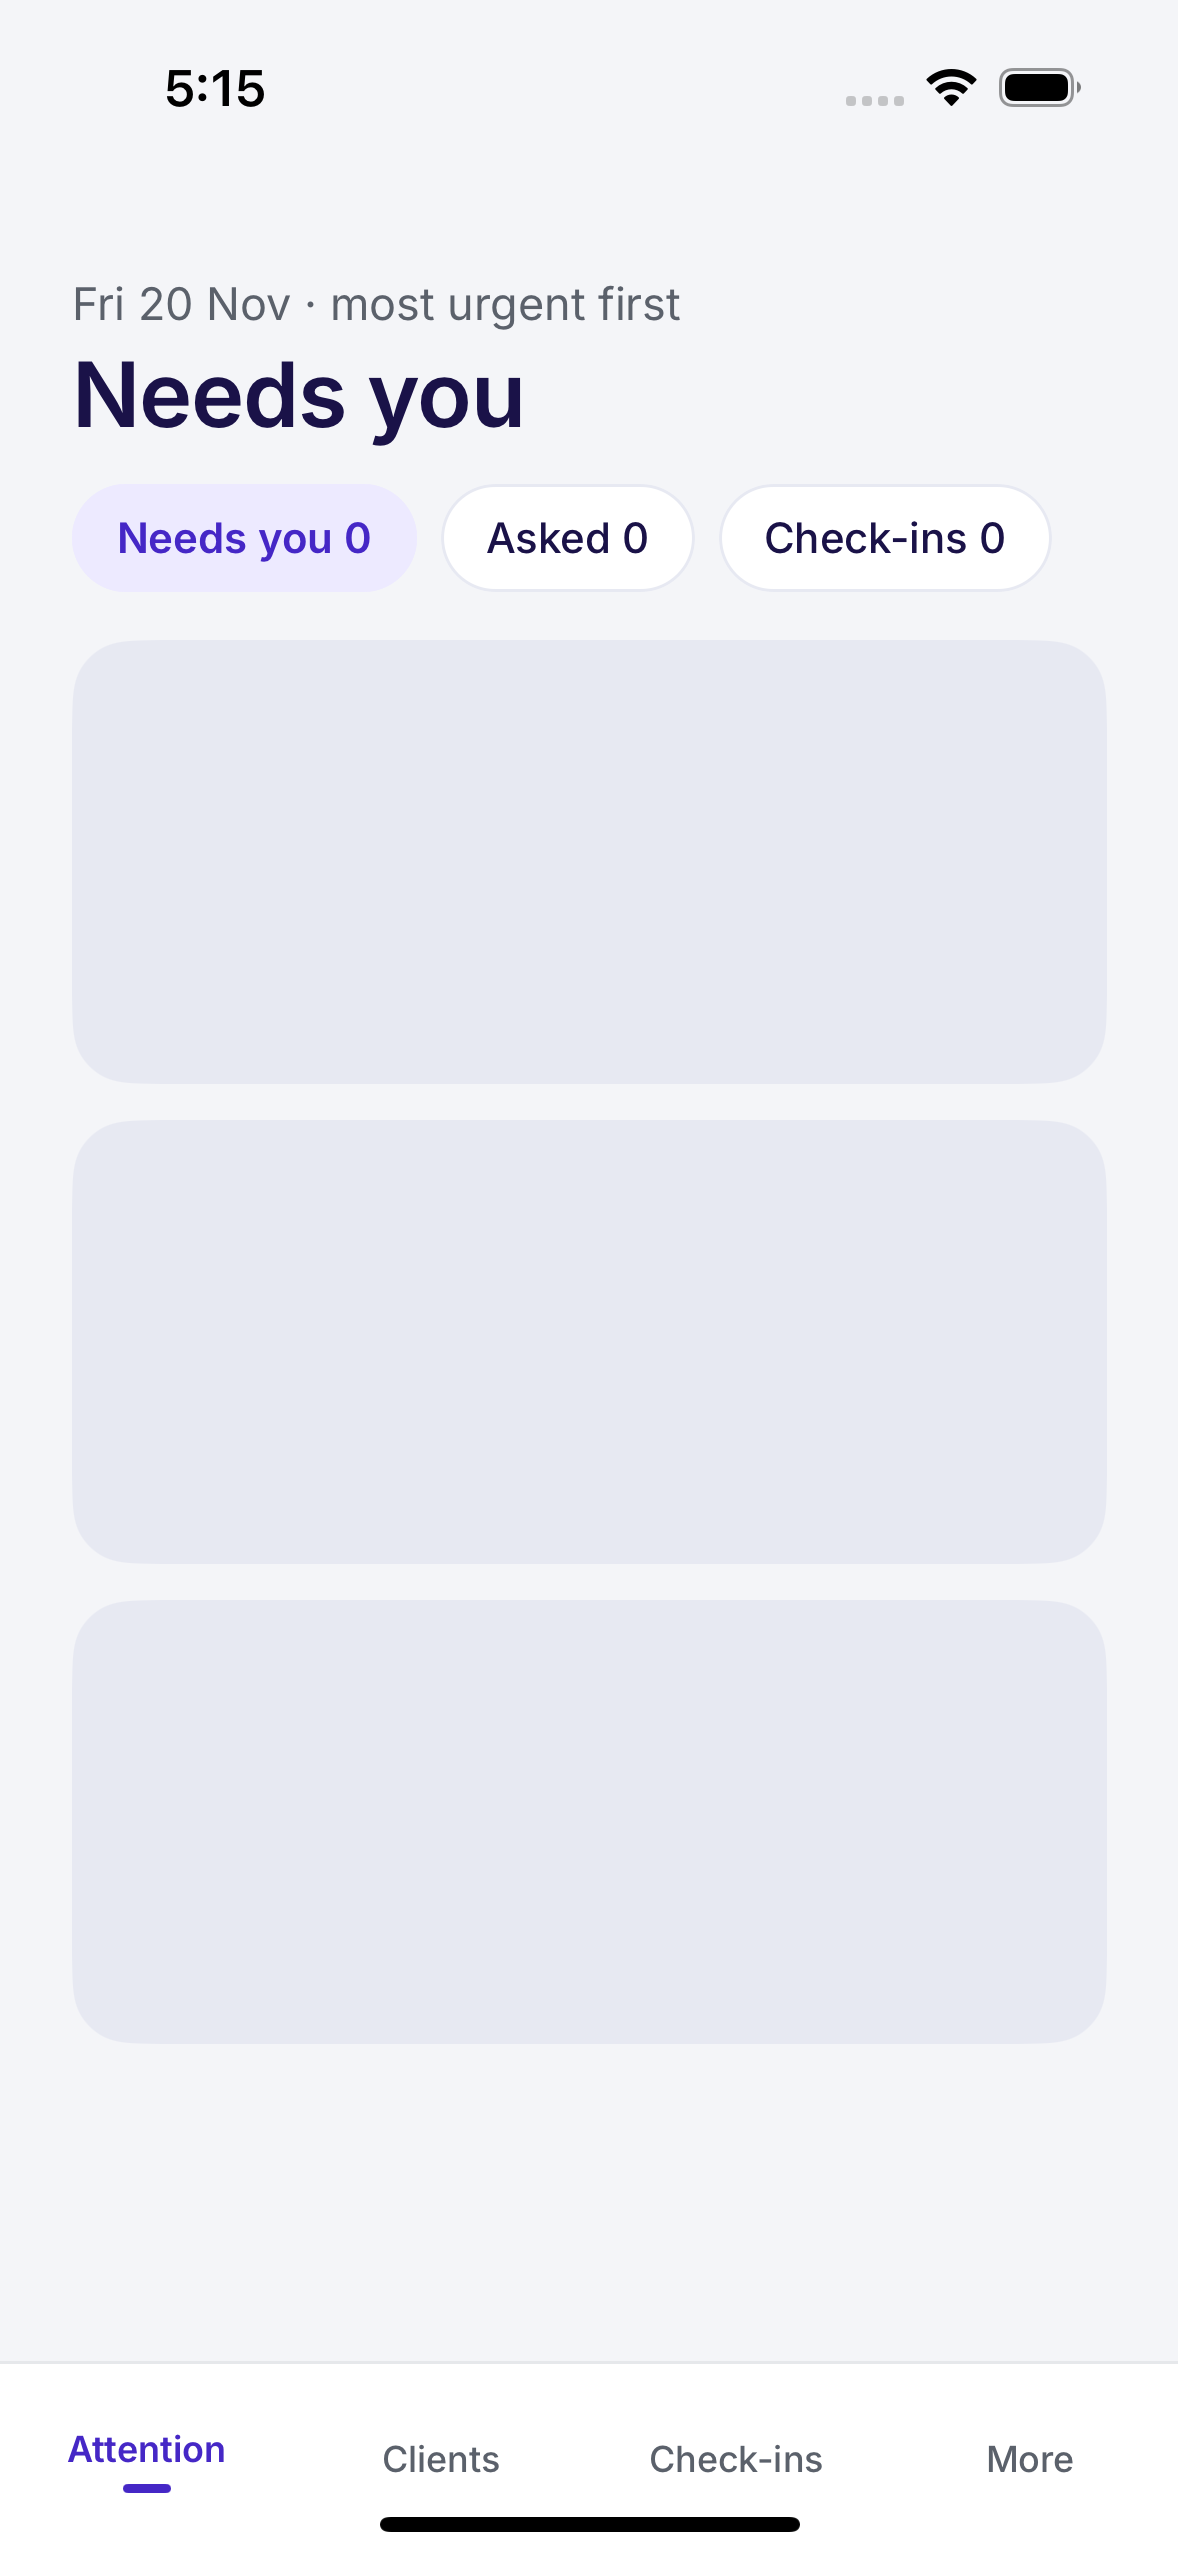 5:15
Fri 20 Nov · most urgent first
Needs you
Needs you 0 Asked 0 Check-ins 0
Attention Clients Check-ins More